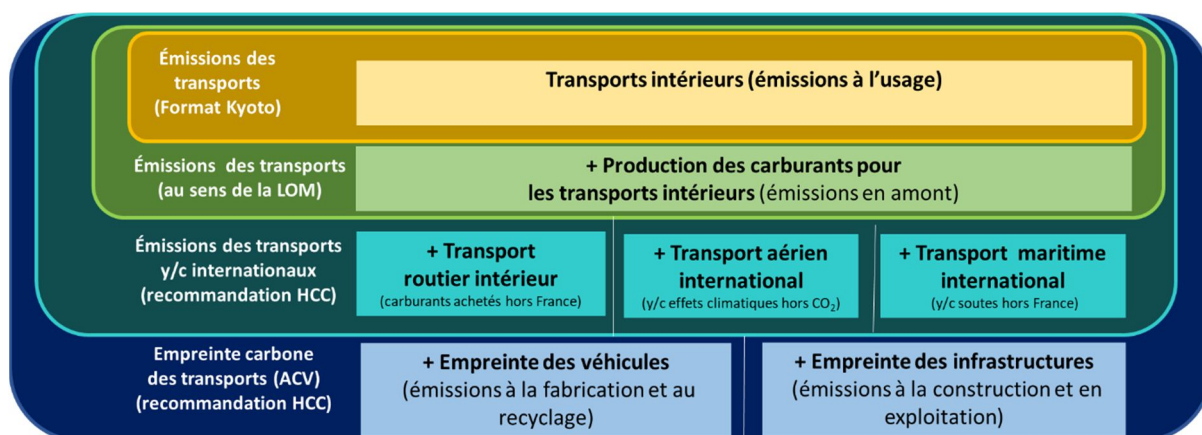 Émissions des
transports
(Format Kyoto)
Transports intérieurs (émissions à l'usage)
Émissions des transports
(au sens de la LOM)
+ Production des carburants pour
les transports intérieurs (émissions en amont)
Émissions des transports
y/c internationaux
(recommandation HCC)
+ Transport
routier intérieur
(carburants achetés hors France)
+ Transport aérien
international
(y/c effets climatiques hors CO₂)
+ Transport maritime
international
(y/c soutes hors France)
Empreinte carbone
des transports (ACV)
(recommandation HCC)
+ Empreinte des véhicules
(émissions à la fabrication et au
recyclage)
+ Empreinte des infrastructures
(émissions à la construction et en
exploitation)